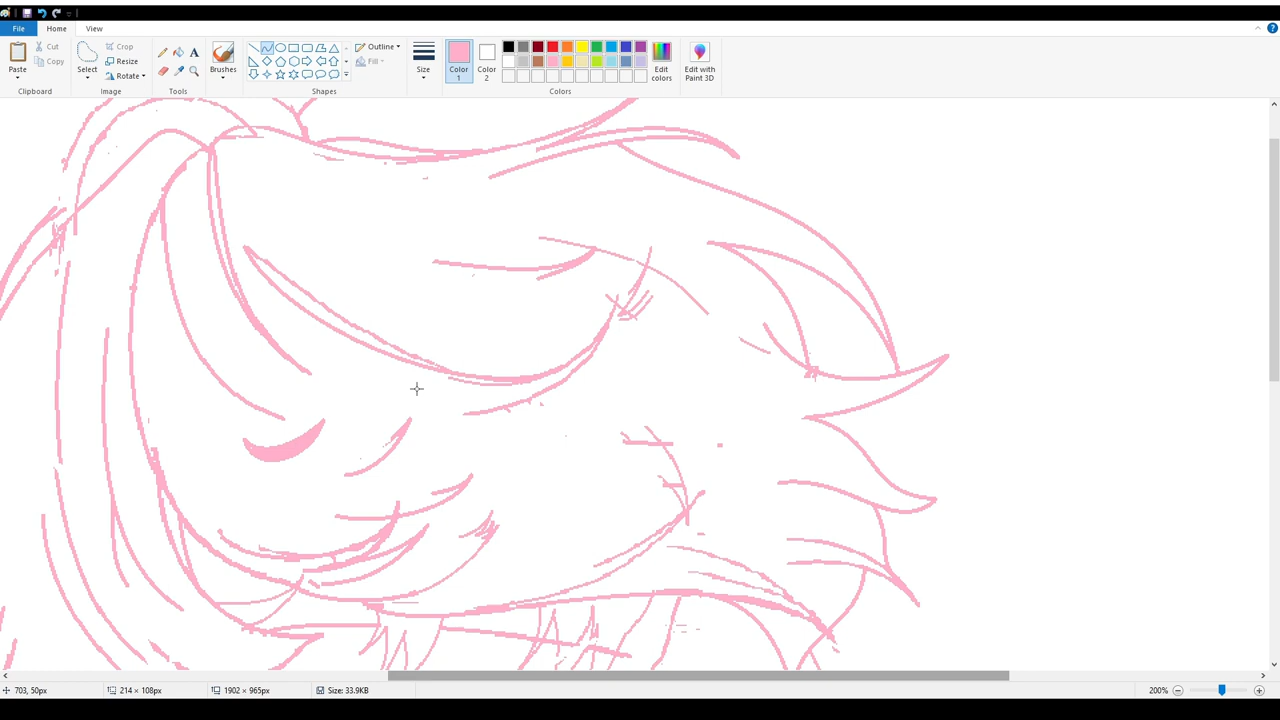 File Home View
Paste Cut Copy Clipboard
Select Crop Resize Rotate Image
A Tools
Brushes
Outline Fill Shapes
Size
Color 1 Color 2 Edit colors Colors
Edit with Paint 3D
703, 50px 214 × 108px 1902 × 965px Size: 33.9KB 200%